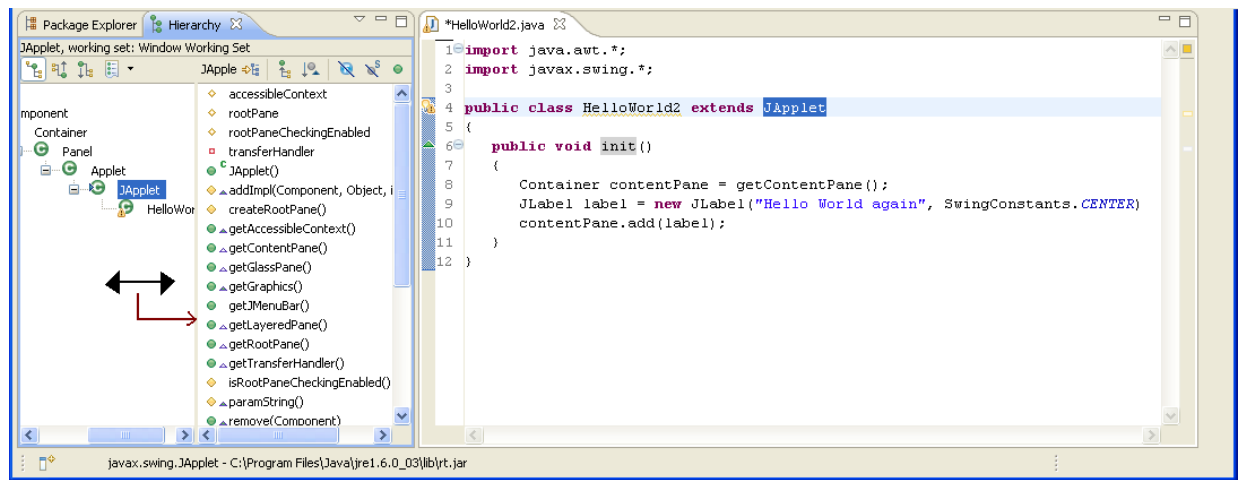 Package Explorer Hierarchy
JApplet, working set: Window Working Set
JApple
mponent
Container
Panel
Applet
JApplet
HelloWor
accessibleContext
rootPane
rootPaneCheckingEnabled
transferHandler
C JApplet()
addImpl(Component, Object, i
createRootPane()
getAccessibleContext()
getContentPane()
getGlassPane()
getGraphics()
getJMenuBar()
getLayeredPane()
getRootPane()
getTransferHandler()
isRootPaneCheckingEnabled()
paramString()
remove(Component)
*HelloWorld2.java
1 import java.awt.*;
2 import javax.swing.*;
3
4 public class HelloWorld2 extends JApplet
5 {
6 public void init()
7 {
8 Container contentPane = getContentPane();
9 JLabel label = new JLabel("Hello World again", SwingConstants.CENTER)
10 contentPane.add(label);
11 }
12 }
javax.swing.JApplet - C:\Program Files\Java\jre1.6.0_03\lib\rt.jar